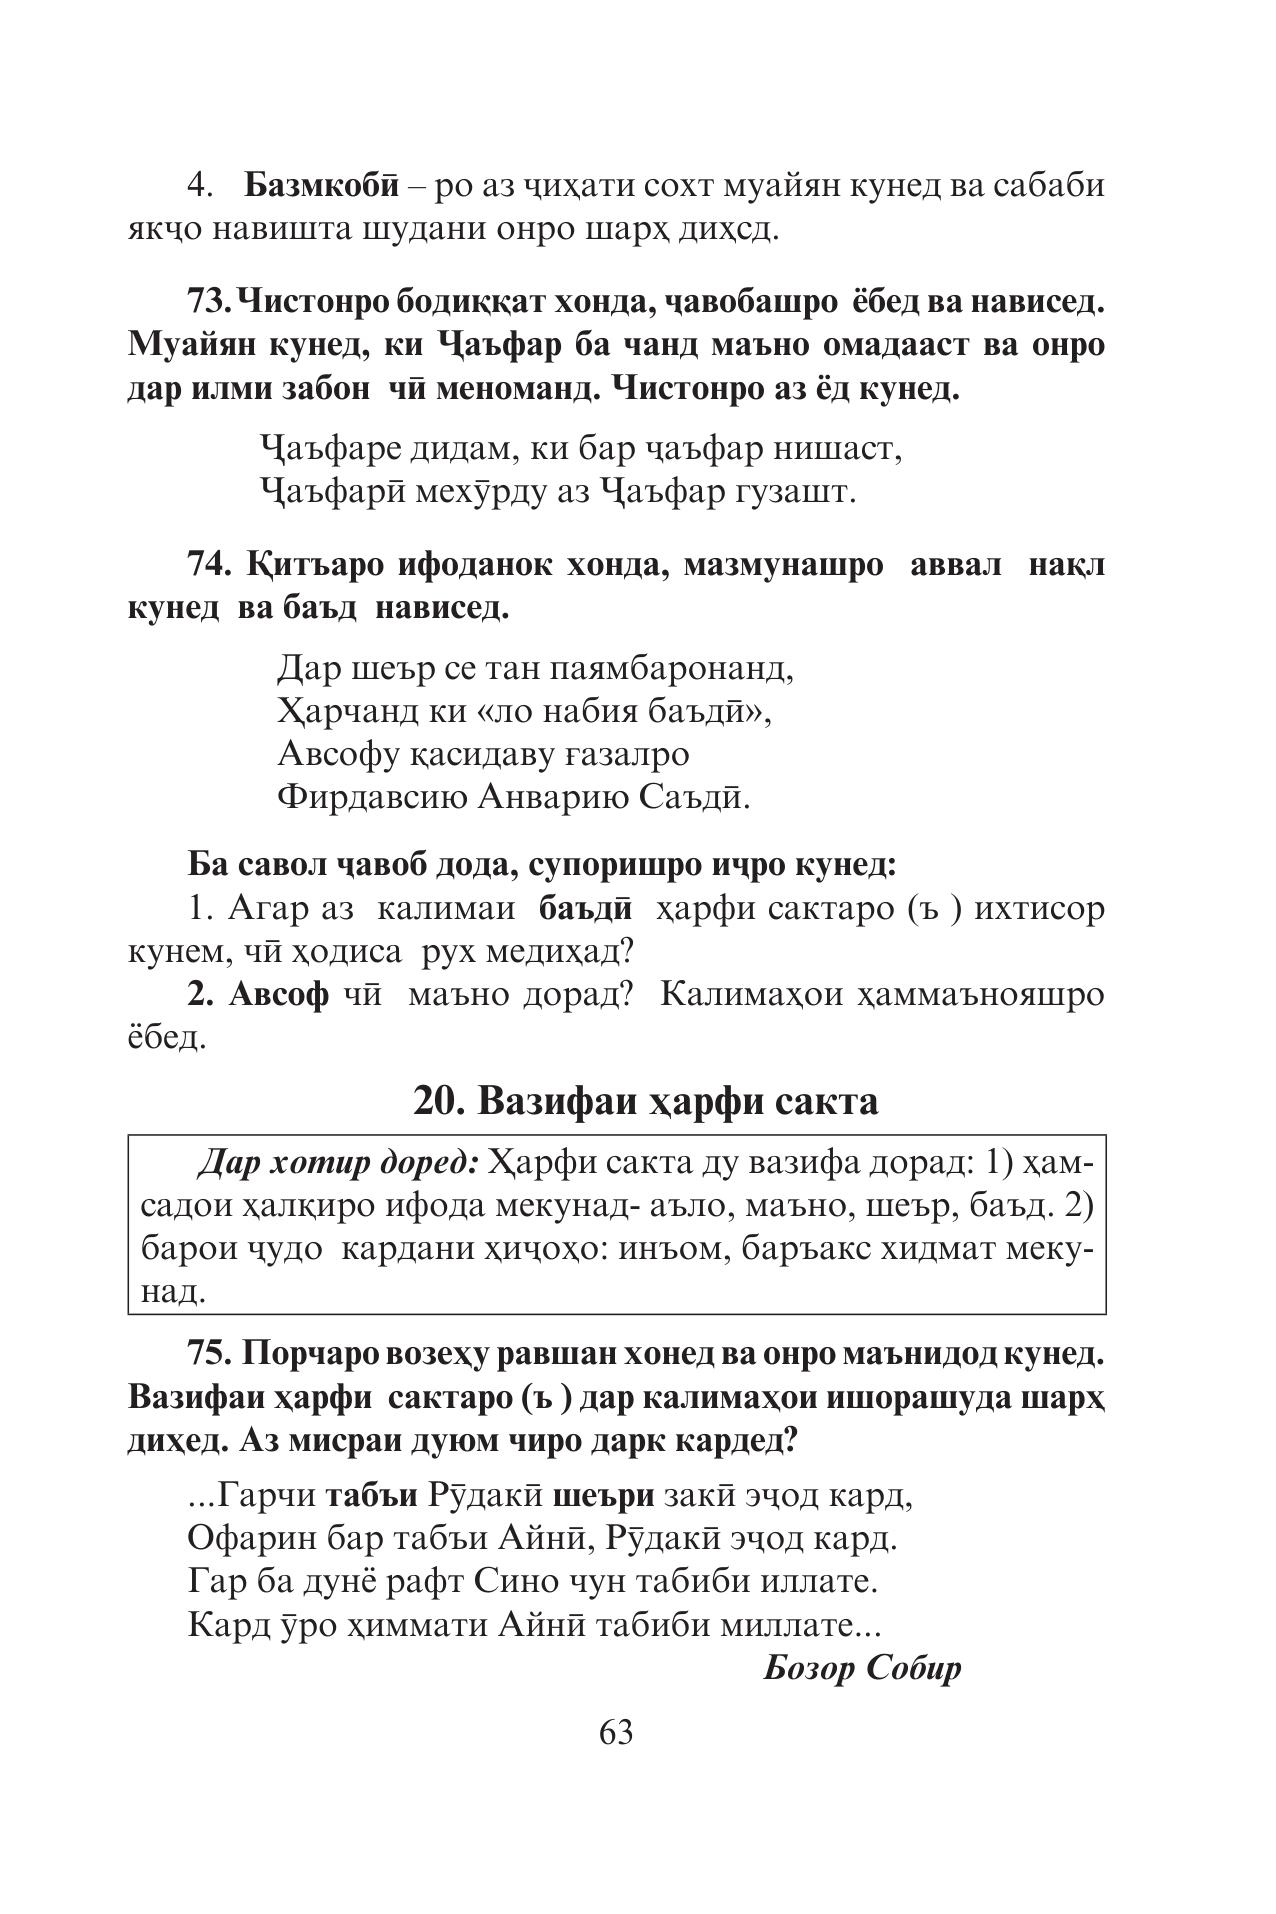 4. Базмкобӣ – ро аз ҷиҳати сохт муайян кунед ва сабаби
якҷо навишта шудани онро шарҳ диҳсд.
73. Чистонро бодиққат хонда, ҷавобашро ёбед ва нависед.
Муайян кунед, ки Ҷаъфар ба чанд маъно омадааст ва онро
дар илми забон чӣ меноманд. Чистонро аз ёд кунед.
Ҷаъфаре дидам, ки бар ҷаъфар нишаст,
Ҷаъфарӣ мехӯрду аз Ҷаъфар гузашт.
74. Қитъаро ифоданок хонда, мазмунашро аввал нақл
кунед ва баъд нависед.
Дар шеър се тан паямбаронанд,
Ҳарчанд ки «ло набия баъдӣ»,
Авсофу қасидаву ғазалро
Фирдавсию Анварию Саъдӣ.
Ба савол ҷавоб дода, супоришро иҷро кунед:
1. Агар аз калимаи баъдӣ ҳарфи сактаро (ъ ) ихтисор
кунем, чӣ ҳодиса рух медиҳад?
2. Авсоф чӣ маъно дорад? Калимаҳои ҳаммаънояшро
ёбед.
20. Вазифаи ҳарфи сакта
Дар хотир доред: Ҳарфи сакта ду вазифа дорад: 1) ҳам-
садои ҳалқиро ифода мекунад- аъло, маъно, шеър, баъд. 2)
барои ҷудо кардани ҳиҷоҳо: инъом, баръакс хидмат меку-
над.
75. Порчаро возеҳу равшан хонед ва онро маънидод кунед.
Вазифаи ҳарфи сактаро (ъ ) дар калимаҳои ишорашуда шарҳ
диҳед. Аз мисраи дуюм чиро дарк кардед?
...Гарчи табъи Рӯдакӣ шеъри закӣ эҷод кард,
Офарин бар табъи Айнӣ, Рӯдакӣ эҷод кард.
Гар ба дунё рафт Сино чун табиби иллате.
Кард ӯро ҳиммати Айнӣ табиби миллате...
Бозор Собир
63